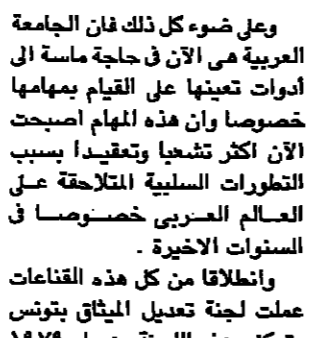 وعلى ضوء كل ذلك فان الجامعة
العربية هى الآن فى حاجة ماسة الى
أدوات تعينها على القيام بمهامها
خصوصا وان هذه المهام اصبحت
الآن اكثر تشعبا وتعقيدا بسبب
التطورات السلبية المتلاحقة على
العالم العربى خصوصا فى
السنوات الاخيرة .
وانطلاقا من كل هذه القناعات
عملت لجنة تعديل الميثاق بتونس